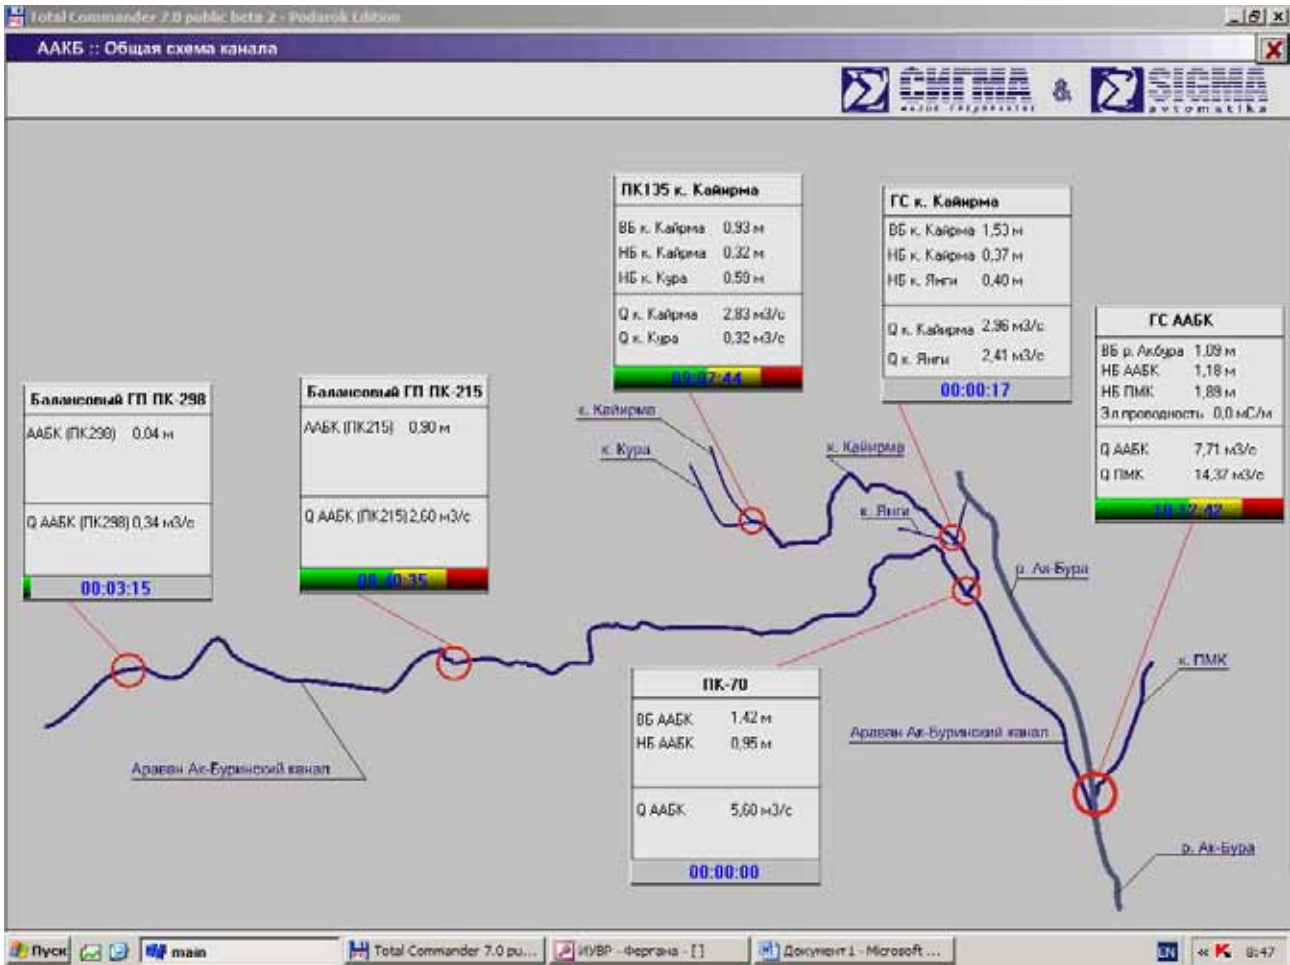 Total Commander 7.0 public beta 2 - Podarok Edition
ААКБ :: Общая схема канала
СИГМА & SIGMA
avtomatika
ПК135 к. Кайирма
ВБ к. Кайрма 0,93 м
НБ к. Кайрма 0.32 м
НБ к. Кура 0.59 м
Q к. Кайрма 2,83 м3/с
Q к. Кура 0,32 м3/с
09:07:44
ГС к. Кайирма
ВБ к. Кайрма 1,53 м
НБ к. Кайрма 0,37 м
НБ к. Янги 0,40 м
Q к. Кайирма 2,96 м3/с
Q к. Янги 2,41 м3/с
00:00:17
ГС ААБК
ВБ р. Акбура 1,09 м
НБ ААБК 1,18 м
НБ ПМК 1,89 м
Эл проводность 0,0 мС/м
Q ААБК 7,71 м3/с
Q ПМК 14,37 м3/с
Балансовый ГП ПК-298
ААБК (ПК298) 0,04 м
Q ААБК (ПК298) 0,34 м3/с
00:03:15
Балансовый ГП ПК-215
ААБК (ПК215) 0,90 м
Q ААБК (ПК215) 2,60 м3/с
к. Кайирма
к. Кура
к. Кайирма
к. Янги
р. Ак-Бура
к. ПМК
ПК-70
ВБ ААБК 1.42 м
НБ ААБК 0,95 м
Q ААБК 5,60 м3/с
00:00:00
Араван Ак-Буринский канал
Араван Ак-Буринский канал
р. Ак-Бура
Пуск
main
Total Commander 7.0 pu...
ИУВР - Фергана - []
Документ1 - Microsoft ...
EN
«
8:47